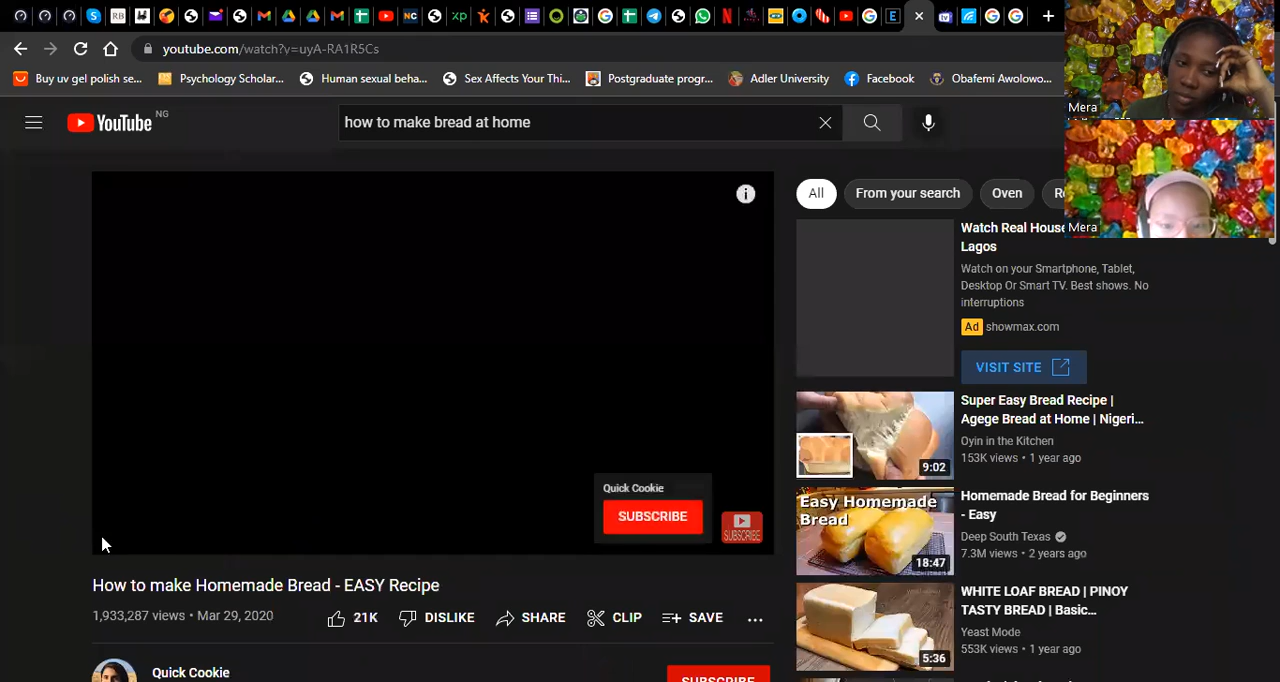 youtube.com/watch?v=uyA-RA1R5Cs
Buy uv gel polish se...
Psychology Scholar...
Human sexual beha...
Sex Affects Your Thi...
Postgraduate progr...
Adler University
Facebook
Obafemi Awolowo...
YouTube NG
how to make bread at home
Mera
Mera
All
From your search
Oven
Watch Real House
Lagos
Watch on your Smartphone, Tablet,
Desktop Or Smart TV. Best shows. No
interruptions
Ad showmax.com
VISIT SITE
Quick Cookie
SUBSCRIBE
SUBSCRIBE
How to make Homemade Bread - EASY Recipe
1,933,287 views • Mar 29, 2020
21K
DISLIKE
SHARE
CLIP
SAVE
Quick Cookie
SUBSCRIBE
9:02
Super Easy Bread Recipe |
Agege Bread at Home | Nigeri...
Oyin in the Kitchen
153K views • 1 year ago
Easy Homemade
Bread
18:47
Homemade Bread for Beginners
- Easy
Deep South Texas
7.3M views • 2 years ago
5:36
WHITE LOAF BREAD | PINOY
TASTY BREAD | Basic...
Yeast Mode
553K views • 1 year ago